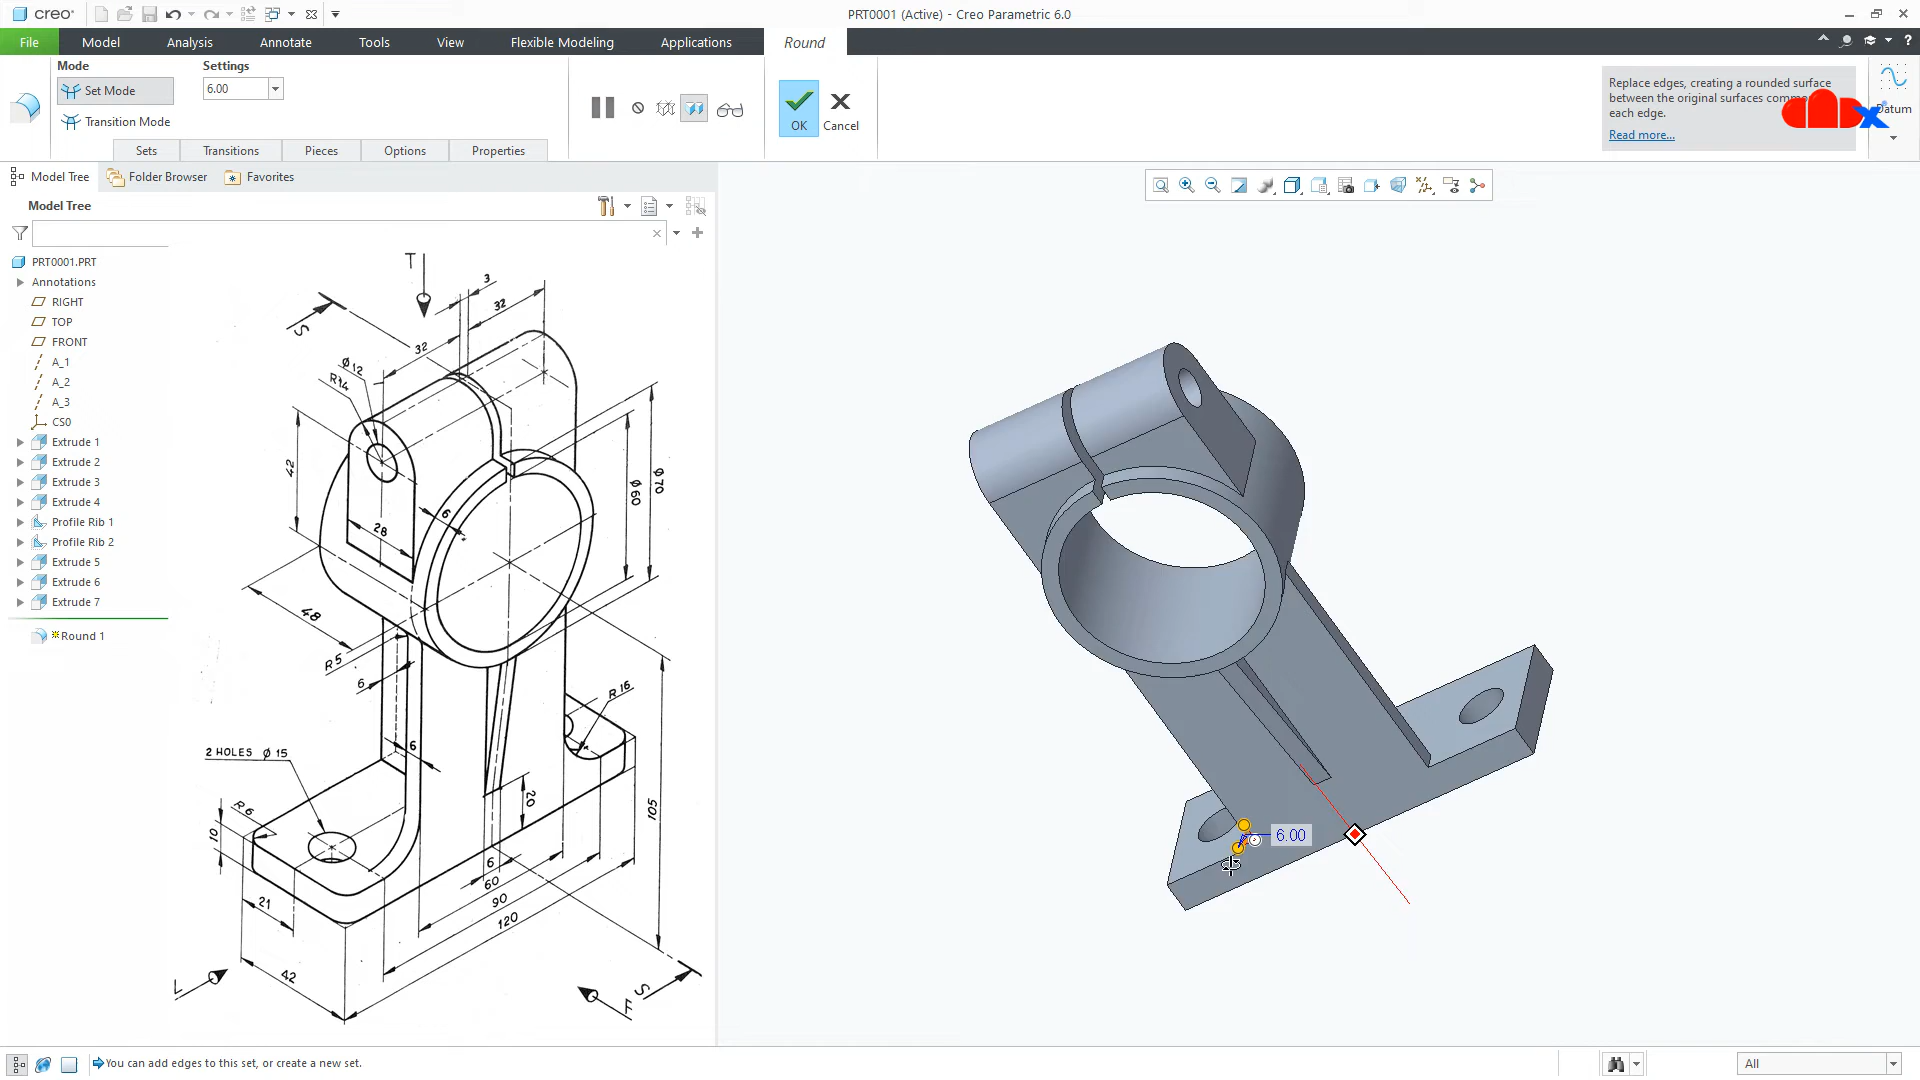 creo
PRT0001 (Active) - Creo Parametric 6.0
File
Model
Analysis
Annotate
Tools
View
Flexible Modeling
Applications
Round
Mode
Settings
Set Mode
6.00
Transition Mode
OK
Cancel
Sets
Transitions
Pieces
Options
Properties
Replace edges, creating a rounded surface
between the original surfaces comm
each edge.
Read more...
Datum
Model Tree
Folder Browser
Favorites
Model Tree
PRT0001.PRT
Annotations
RIGHT
TOP
FRONT
A_1
A_2
A_3
CS0
Extrude 1
Extrude 2
Extrude 3
Extrude 4
Profile Rib 1
Profile Rib 2
Extrude 5
Extrude 6
Extrude 7
Round 1
T
3
32
S
32
Ø12
R14
42
Ø 60
Ø 70
6
28
48
R5
6
R 16
6
2 HOLES Ø 15
R6
10
20
105
6
60
90
120
21
42
L
F
S
6.00
You can add edges to this set, or create a new set.
All